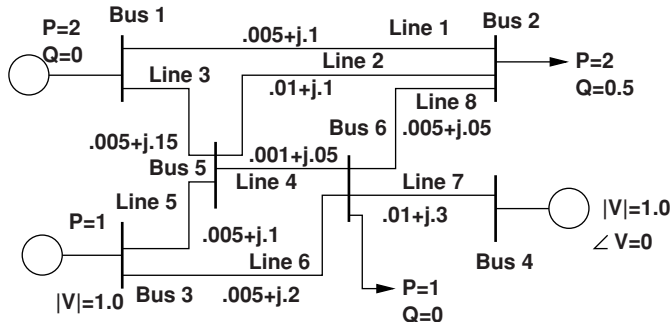 Bus 1
Bus 2
P=2
Q=0
.005+j.1
Line 1
Line 3
Line 2
.01+j.1
P=2
Q=0.5
Line 8
Bus 6
.005+j.05
.005+j.15
Bus 5
.001+j.05
Line 4
Line 7
Line 5
.01+j.3
|V|=1.0
∠ V=0
P=1
.005+j.1
Line 6
Bus 4
|V|=1.0
Bus 3
.005+j.2
P=1
Q=0